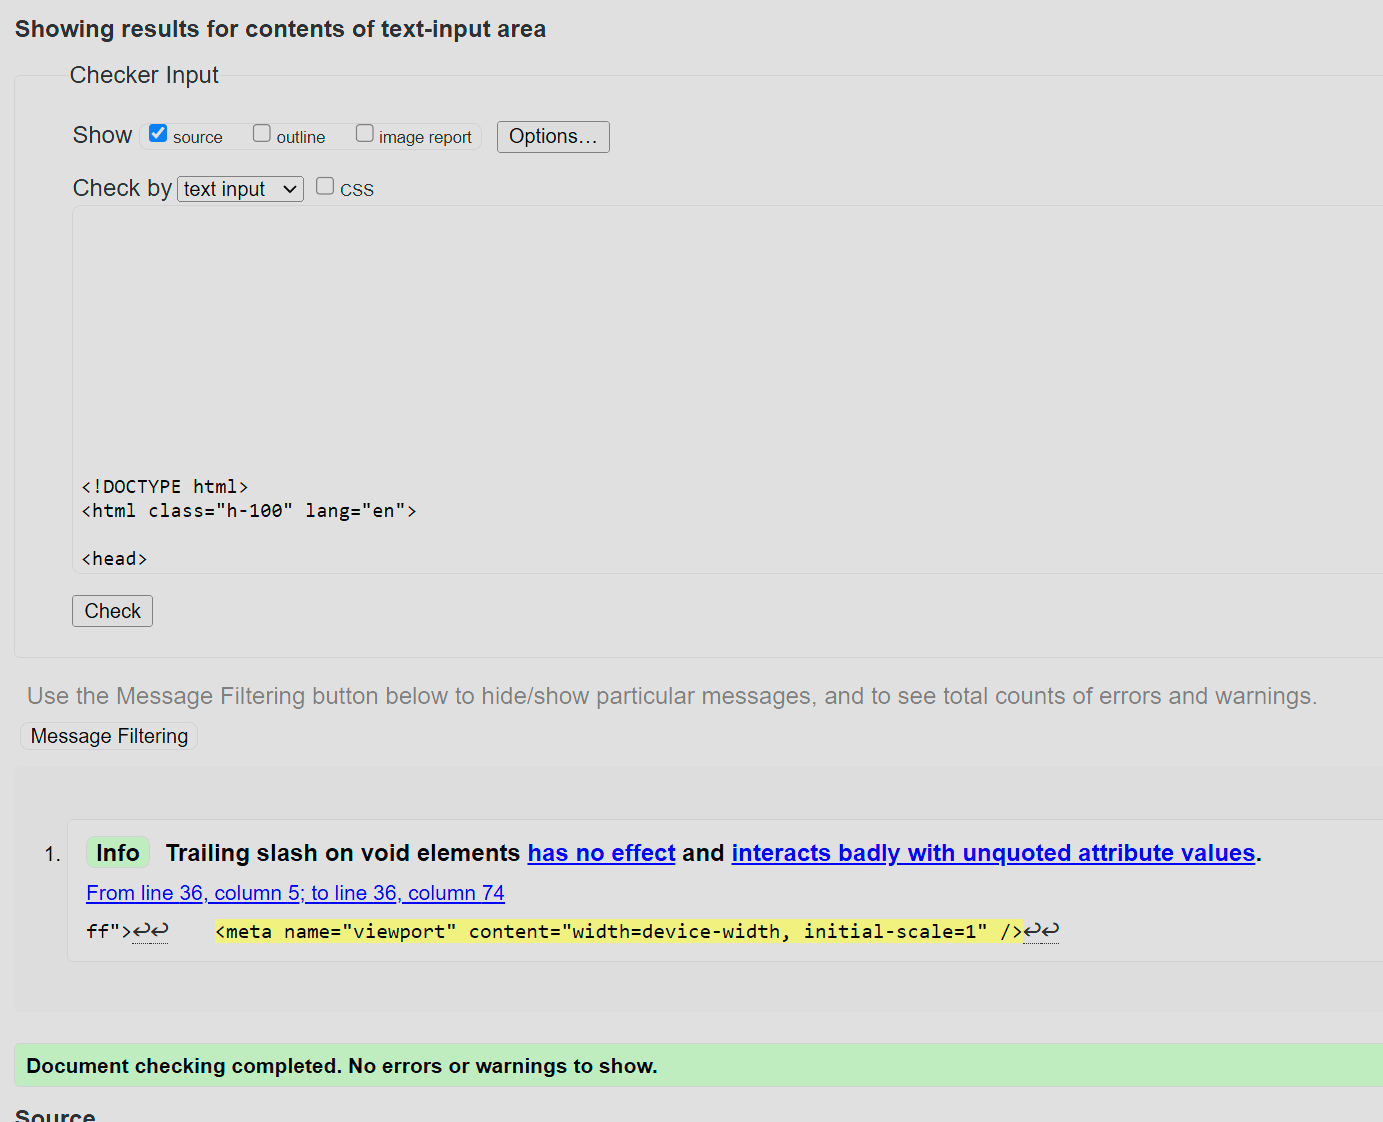 Showing results for contents of text-input area
Checker Input
Show source outline image report Options...
Check by text input CSS
<!DOCTYPE html>
<html class="h-100" lang="en">
<head>
Check
Use the Message Filtering button below to hide/show particular messages, and to see total counts of errors and warnings.
Message Filtering
1. Info Trailing slash on void elements has no effect and interacts badly with unquoted attribute values.
From line 36, column 5; to line 36, column 74
ff">↩↩ <meta name="viewport" content="width=device-width, initial-scale=1" />↩↩
Document checking completed. No errors or warnings to show.
Source